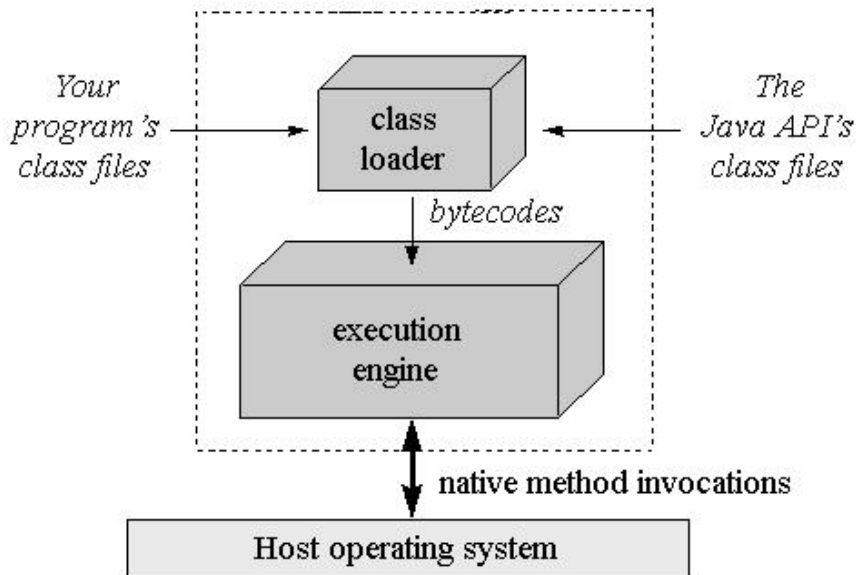 Your
program's
class files
class
loader
The
Java API's
class files
bytecodes
execution
engine
native method invocations
Host operating system